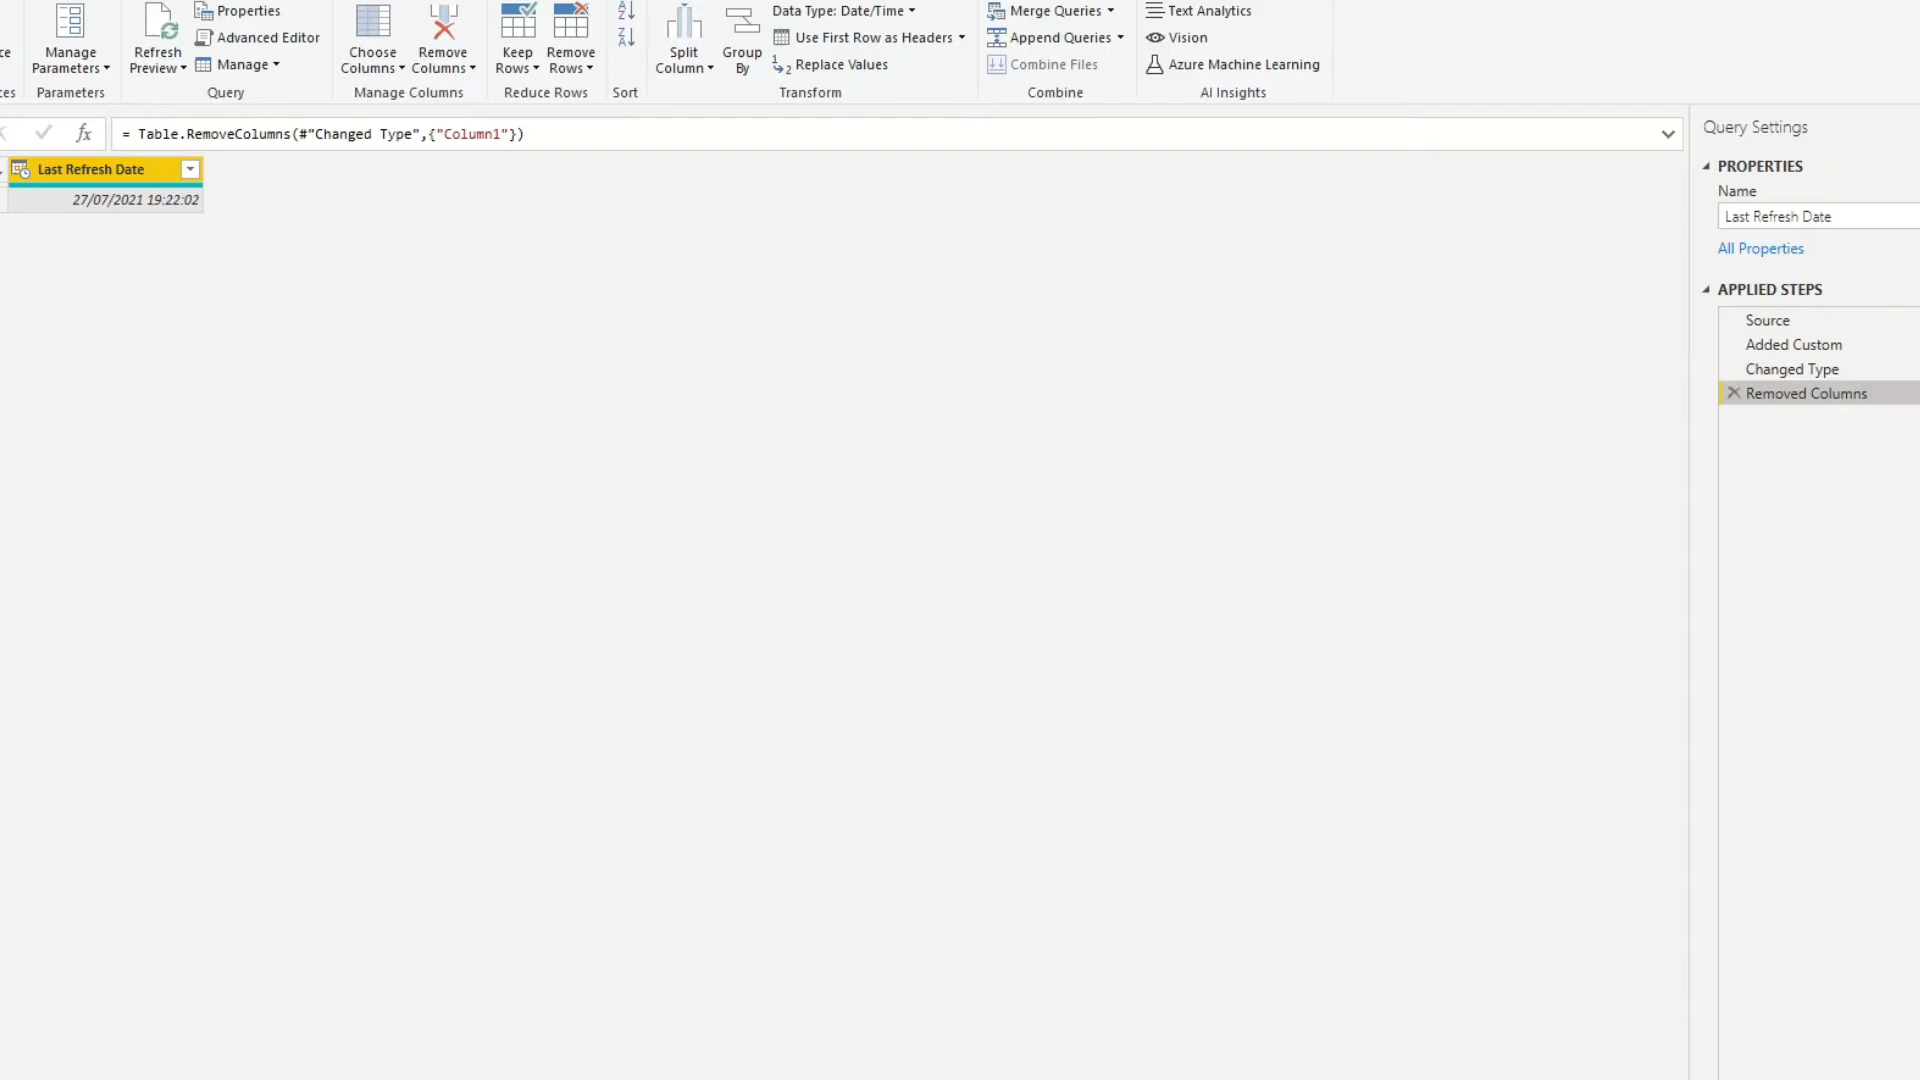 Properties
Advanced Editor
Manage
ce
Manage
Parameters
Refresh
Preview
Choose
Columns
Remove
Columns
Keep
Rows
Remove
Rows
Split
Column
Group
By
Data Type: Date/Time
Use First Row as Headers
Replace Values
Merge Queries
Append Queries
Combine Files
Text Analytics
Vision
Azure Machine Learning
ces
Parameters
Query
Manage Columns
Reduce Rows
Sort
Transform
Combine
AI Insights
fx
= Table.RemoveColumns(#"Changed Type",{"Column1"})
Last Refresh Date
27/07/2021 19:22:02
Query Settings
PROPERTIES
Name
Last Refresh Date
All Properties
APPLIED STEPS
Source
Added Custom
Changed Type
Removed Columns